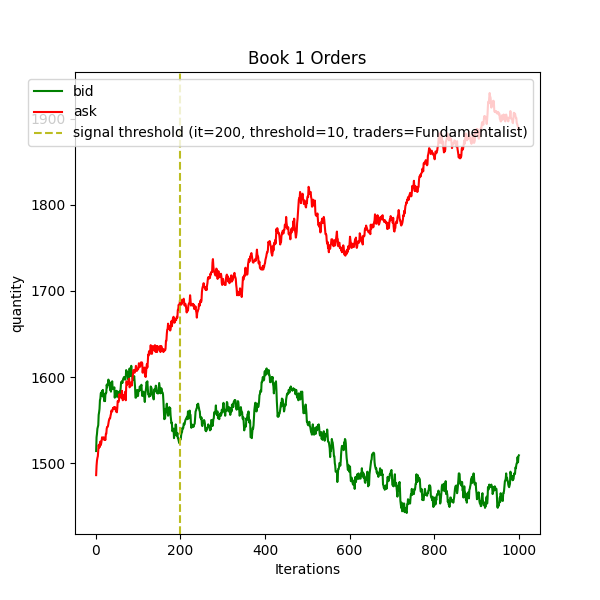 Book 1 Orders
bid
ask
signal threshold (it=200, threshold=10, traders=Fundamentalist)
1900
1800
1700
1600
1500
quantity
0 200 400 600 800 1000
Iterations